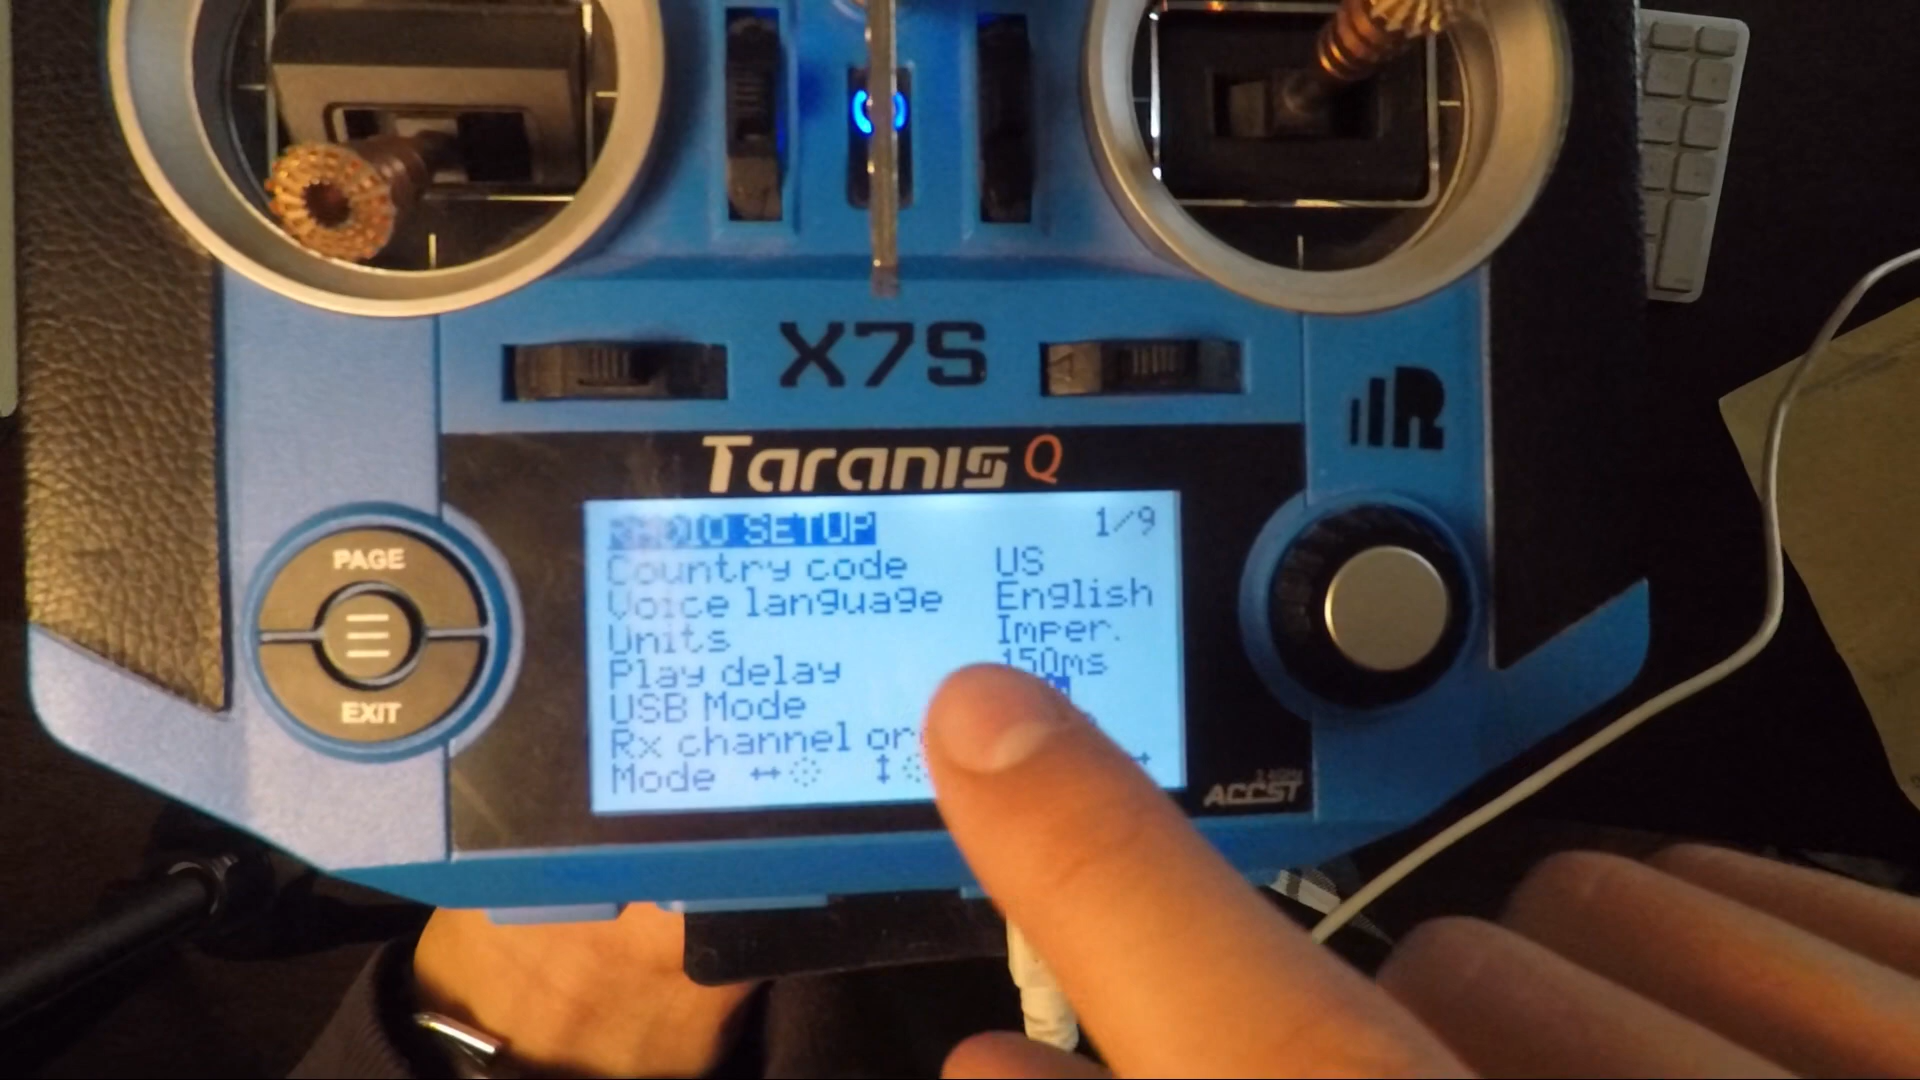 X7S
Taranis Q
RADIO SETUP 1/9
Country code US
Voice language English
Units Imper.
Play delay 150ms
USB Mode
Rx channel or
Mode
PAGE
EXIT
ACCST